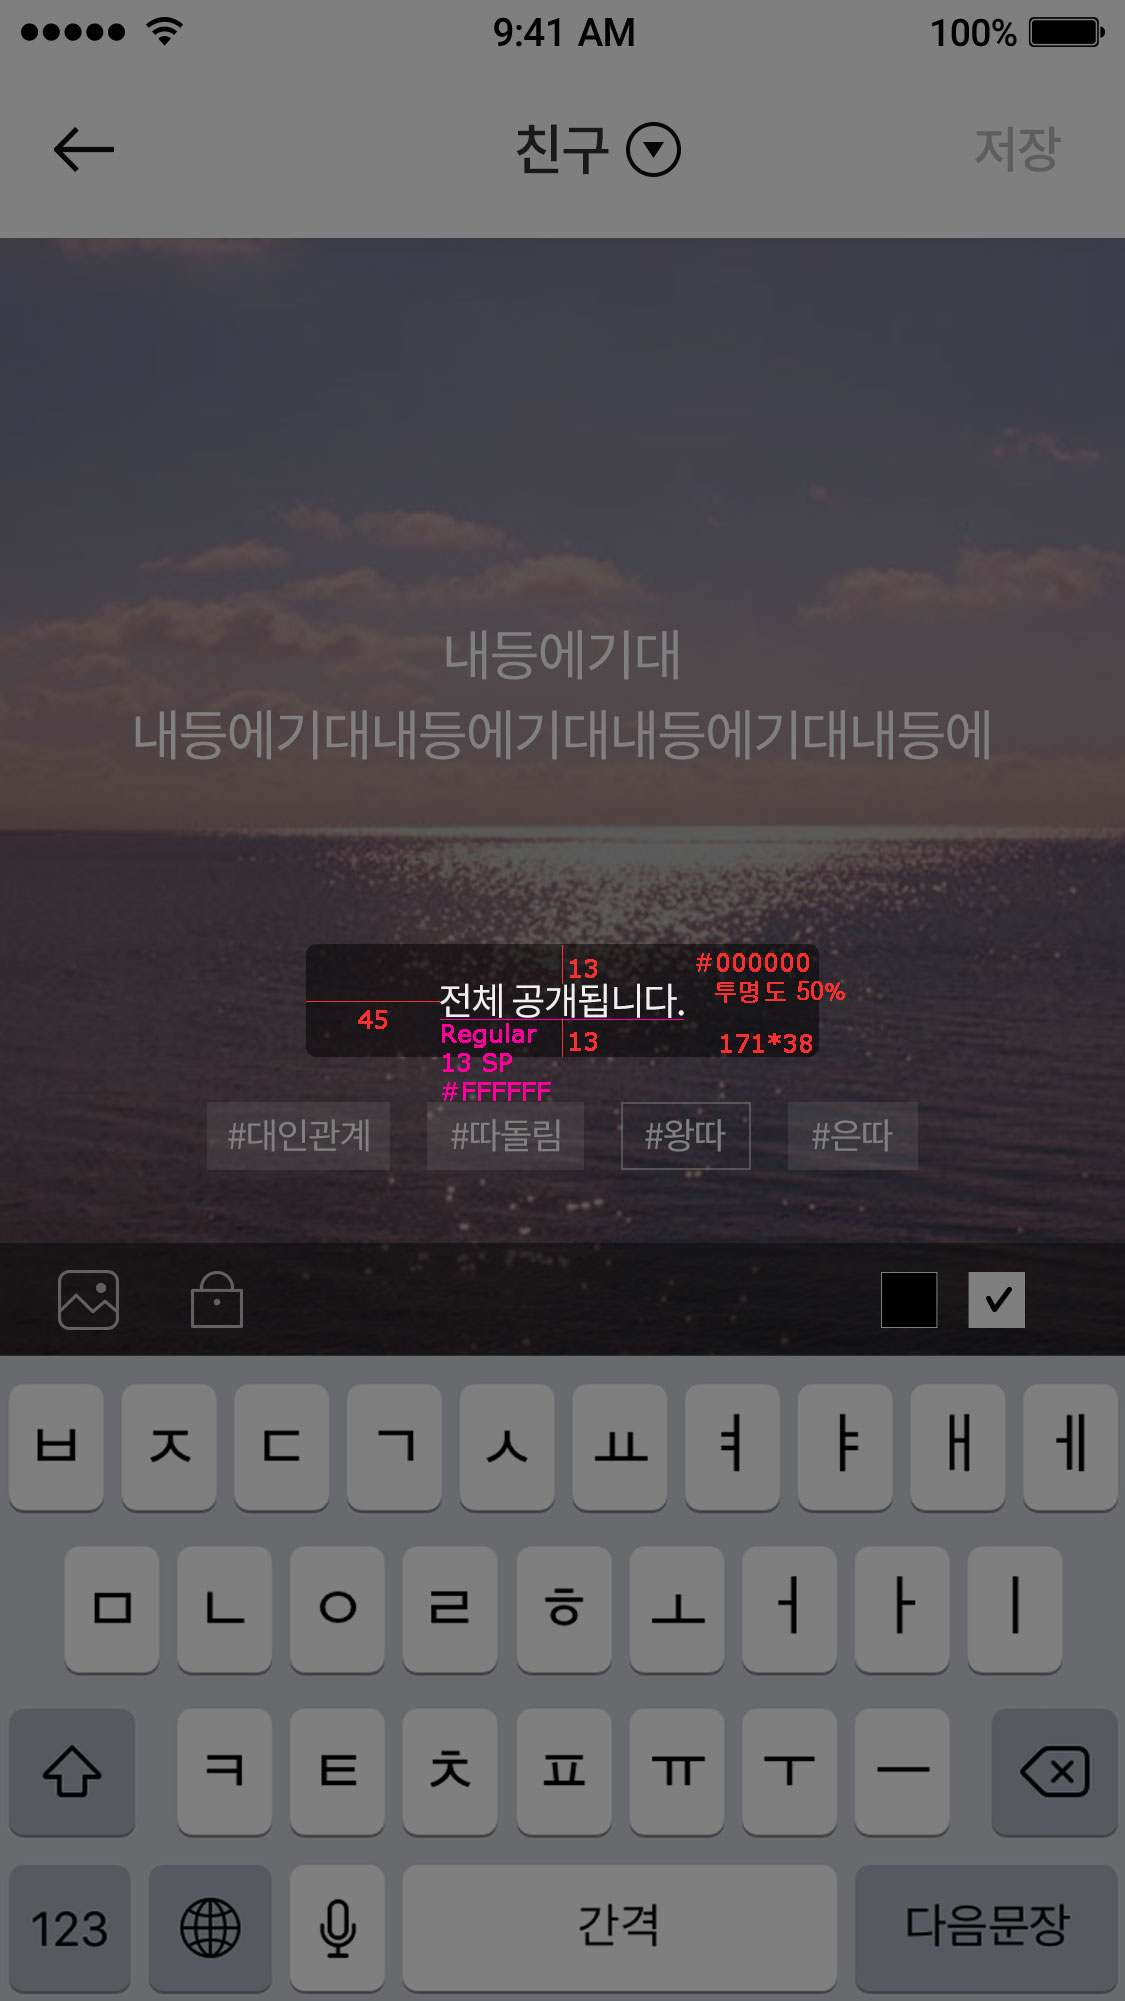 9:41 AM
100%
친구
저장
내등에기대
내등에기대내등에기대내등에기대내등에
13
#000000
투명도 50%
전체 공개됩니다.
45
Regular
13
171*38
13 SP
#FFFFFF
#대인관계
#따돌림
#왕따
#은따
ㅂ ㅈ ㄷ ㄱ ㅅ ㅛ ㅕ ㅑ ㅐ ㅔ
ㅁ ㄴ ㅇ ㄹ ㅎ ㅗ ㅓ ㅏ ㅣ
ㅋ ㅌ ㅊ ㅍ ㅠ ㅜ ㅡ
123
간격
다음문장